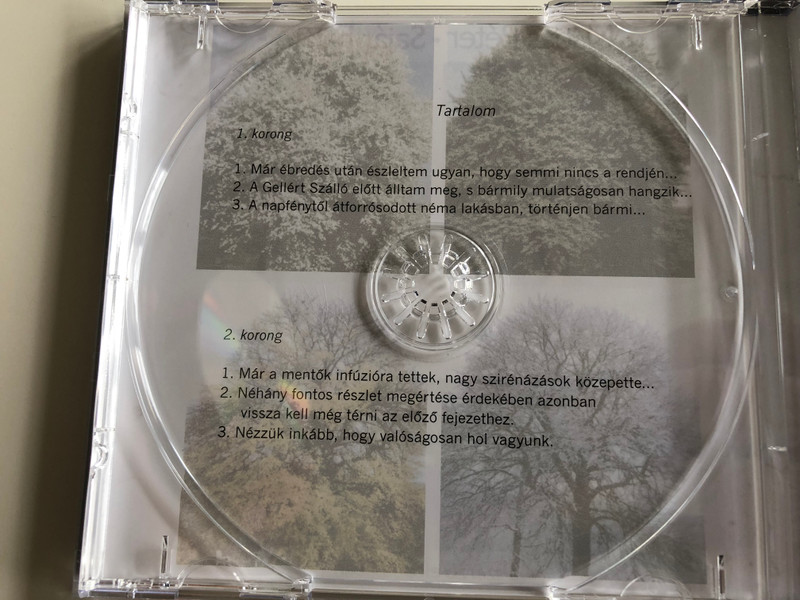 Tartalom
1. korong
1. Már ébredés után észleltem ugyan, hogy semmi nincs a rendjén...
2. A Gellért Szálló előtt álltam meg, s bármily mulatságosan hangzik...
3. A napfénytől átforrósodott néma lakásban, történjen bármi...
2. korong
1. Már a mentők infúzióra tettek, nagy szirénázások közepette...
2. Néhány fontos részlet megértése érdekében azonban
vissza kell még térni az előző fejezethez.
3. Nézzük inkább, hogy valóságosan hol vagyunk.